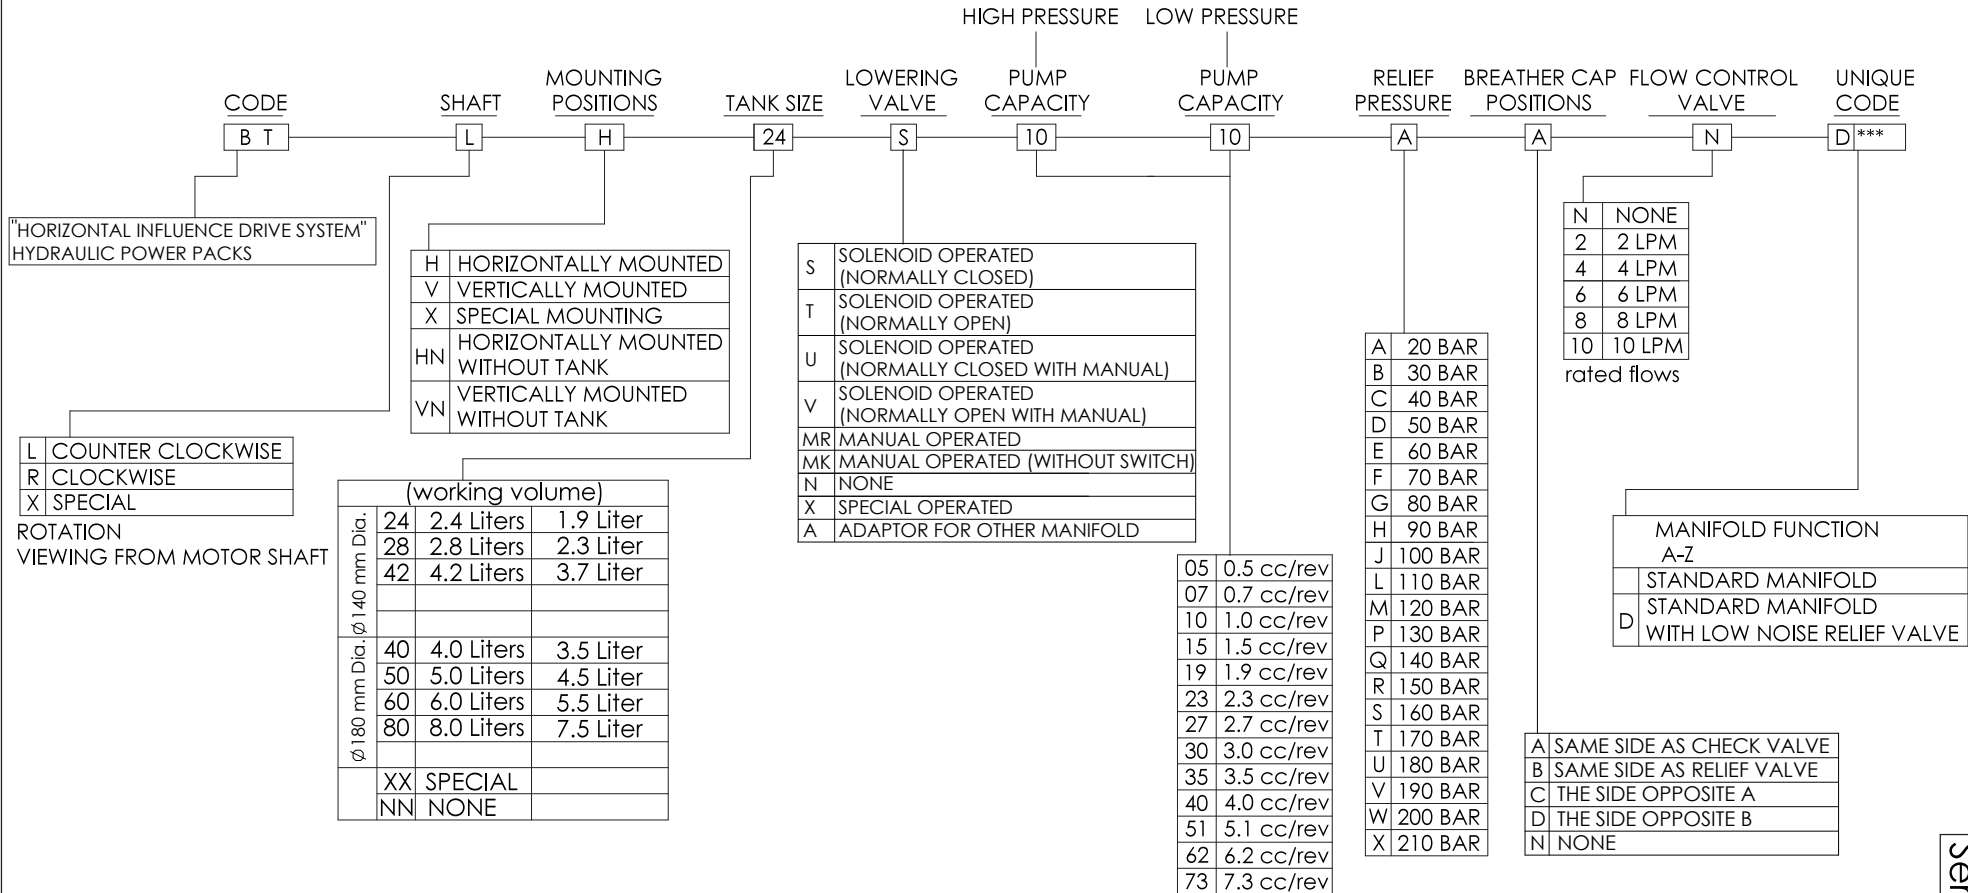 HIGH PRESSURE LOW PRESSURE
CODE
B T
SHAFT
L
MOUNTING
POSITIONS
H
TANK SIZE
24
LOWERING
VALVE
S
PUMP
CAPACITY
10
PUMP
CAPACITY
10
RELIEF
PRESSURE
A
BREATHER CAP
POSITIONS
A
FLOW CONTROL
VALVE
N
UNIQUE
CODE
D ***
"HORIZONTAL INFLUENCE DRIVE SYSTEM"
HYDRAULIC POWER PACKS
L COUNTER CLOCKWISE
R CLOCKWISE
X SPECIAL
ROTATION
VIEWING FROM MOTOR SHAFT
H HORIZONTALLY MOUNTED
V VERTICALLY MOUNTED
X SPECIAL MOUNTING
HN HORIZONTALLY MOUNTED
WITHOUT TANK
VN VERTICALLY MOUNTED
WITHOUT TANK
(working volume)
Ø140 mm Dia.
24 2.4 Liters 1.9 Liter
28 2.8 Liters 2.3 Liter
42 4.2 Liters 3.7 Liter
Ø180 mm Dia.
40 4.0 Liters 3.5 Liter
50 5.0 Liters 4.5 Liter
60 6.0 Liters 5.5 Liter
80 8.0 Liters 7.5 Liter
XX SPECIAL
NN NONE
S SOLENOID OPERATED
(NORMALLY CLOSED)
T SOLENOID OPERATED
(NORMALLY OPEN)
U SOLENOID OPERATED
(NORMALLY CLOSED WITH MANUAL)
V SOLENOID OPERATED
(NORMALLY OPEN WITH MANUAL)
MR MANUAL OPERATED
MK MANUAL OPERATED (WITHOUT SWITCH)
N NONE
X SPECIAL OPERATED
A ADAPTOR FOR OTHER MANIFOLD
05 0.5 cc/rev
07 0.7 cc/rev
10 1.0 cc/rev
15 1.5 cc/rev
19 1.9 cc/rev
23 2.3 cc/rev
27 2.7 cc/rev
30 3.0 cc/rev
35 3.5 cc/rev
40 4.0 cc/rev
51 5.1 cc/rev
62 6.2 cc/rev
73 7.3 cc/rev
A 20 BAR
B 30 BAR
C 40 BAR
D 50 BAR
E 60 BAR
F 70 BAR
G 80 BAR
H 90 BAR
J 100 BAR
L 110 BAR
M 120 BAR
P 130 BAR
Q 140 BAR
R 150 BAR
S 160 BAR
T 170 BAR
U 180 BAR
V 190 BAR
W 200 BAR
X 210 BAR
A SAME SIDE AS CHECK VALVE
B SAME SIDE AS RELIEF VALVE
C THE SIDE OPPOSITE A
D THE SIDE OPPOSITE B
N NONE
N NONE
2 2 LPM
4 4 LPM
6 6 LPM
8 8 LPM
10 10 LPM
rated flows
MANIFOLD FUNCTION
A-Z
STANDARD MANIFOLD
D STANDARD MANIFOLD
WITH LOW NOISE RELIEF VALVE